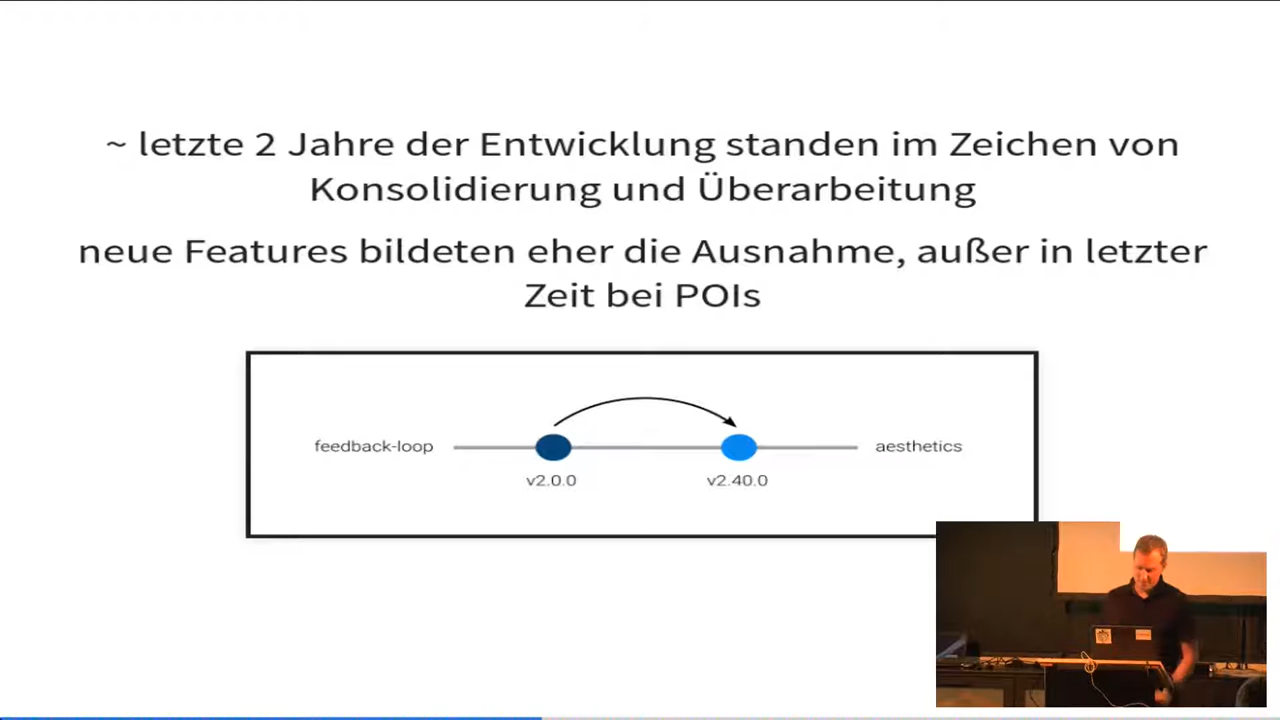 ~ letzte 2 Jahre der Entwicklung standen im Zeichen von
Konsolidierung und Überarbeitung
neue Features bildeten eher die Ausnahme, außer in letzter
Zeit bei POIs
feedback-loop
aesthetics
v2.0.0
v2.40.0